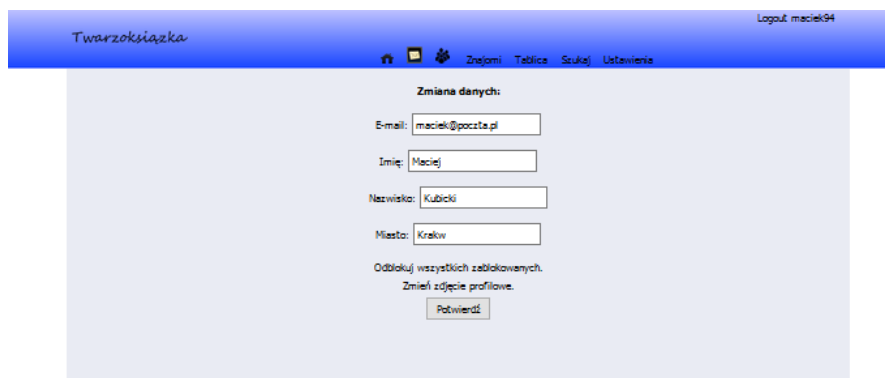 Logout maciek94
Twarzoksiązka
Znajomi Tablica Szukaj Ustawienia
Zmiana danych:
E-mail: maciek@poczta.pl
Imię: Maciej
Nazwisko: Kubicki
Miasto: Krakw
Odblokuj wszystkich zablokowanych.
Zmień zdjęcie profilowe.
Potwierdź